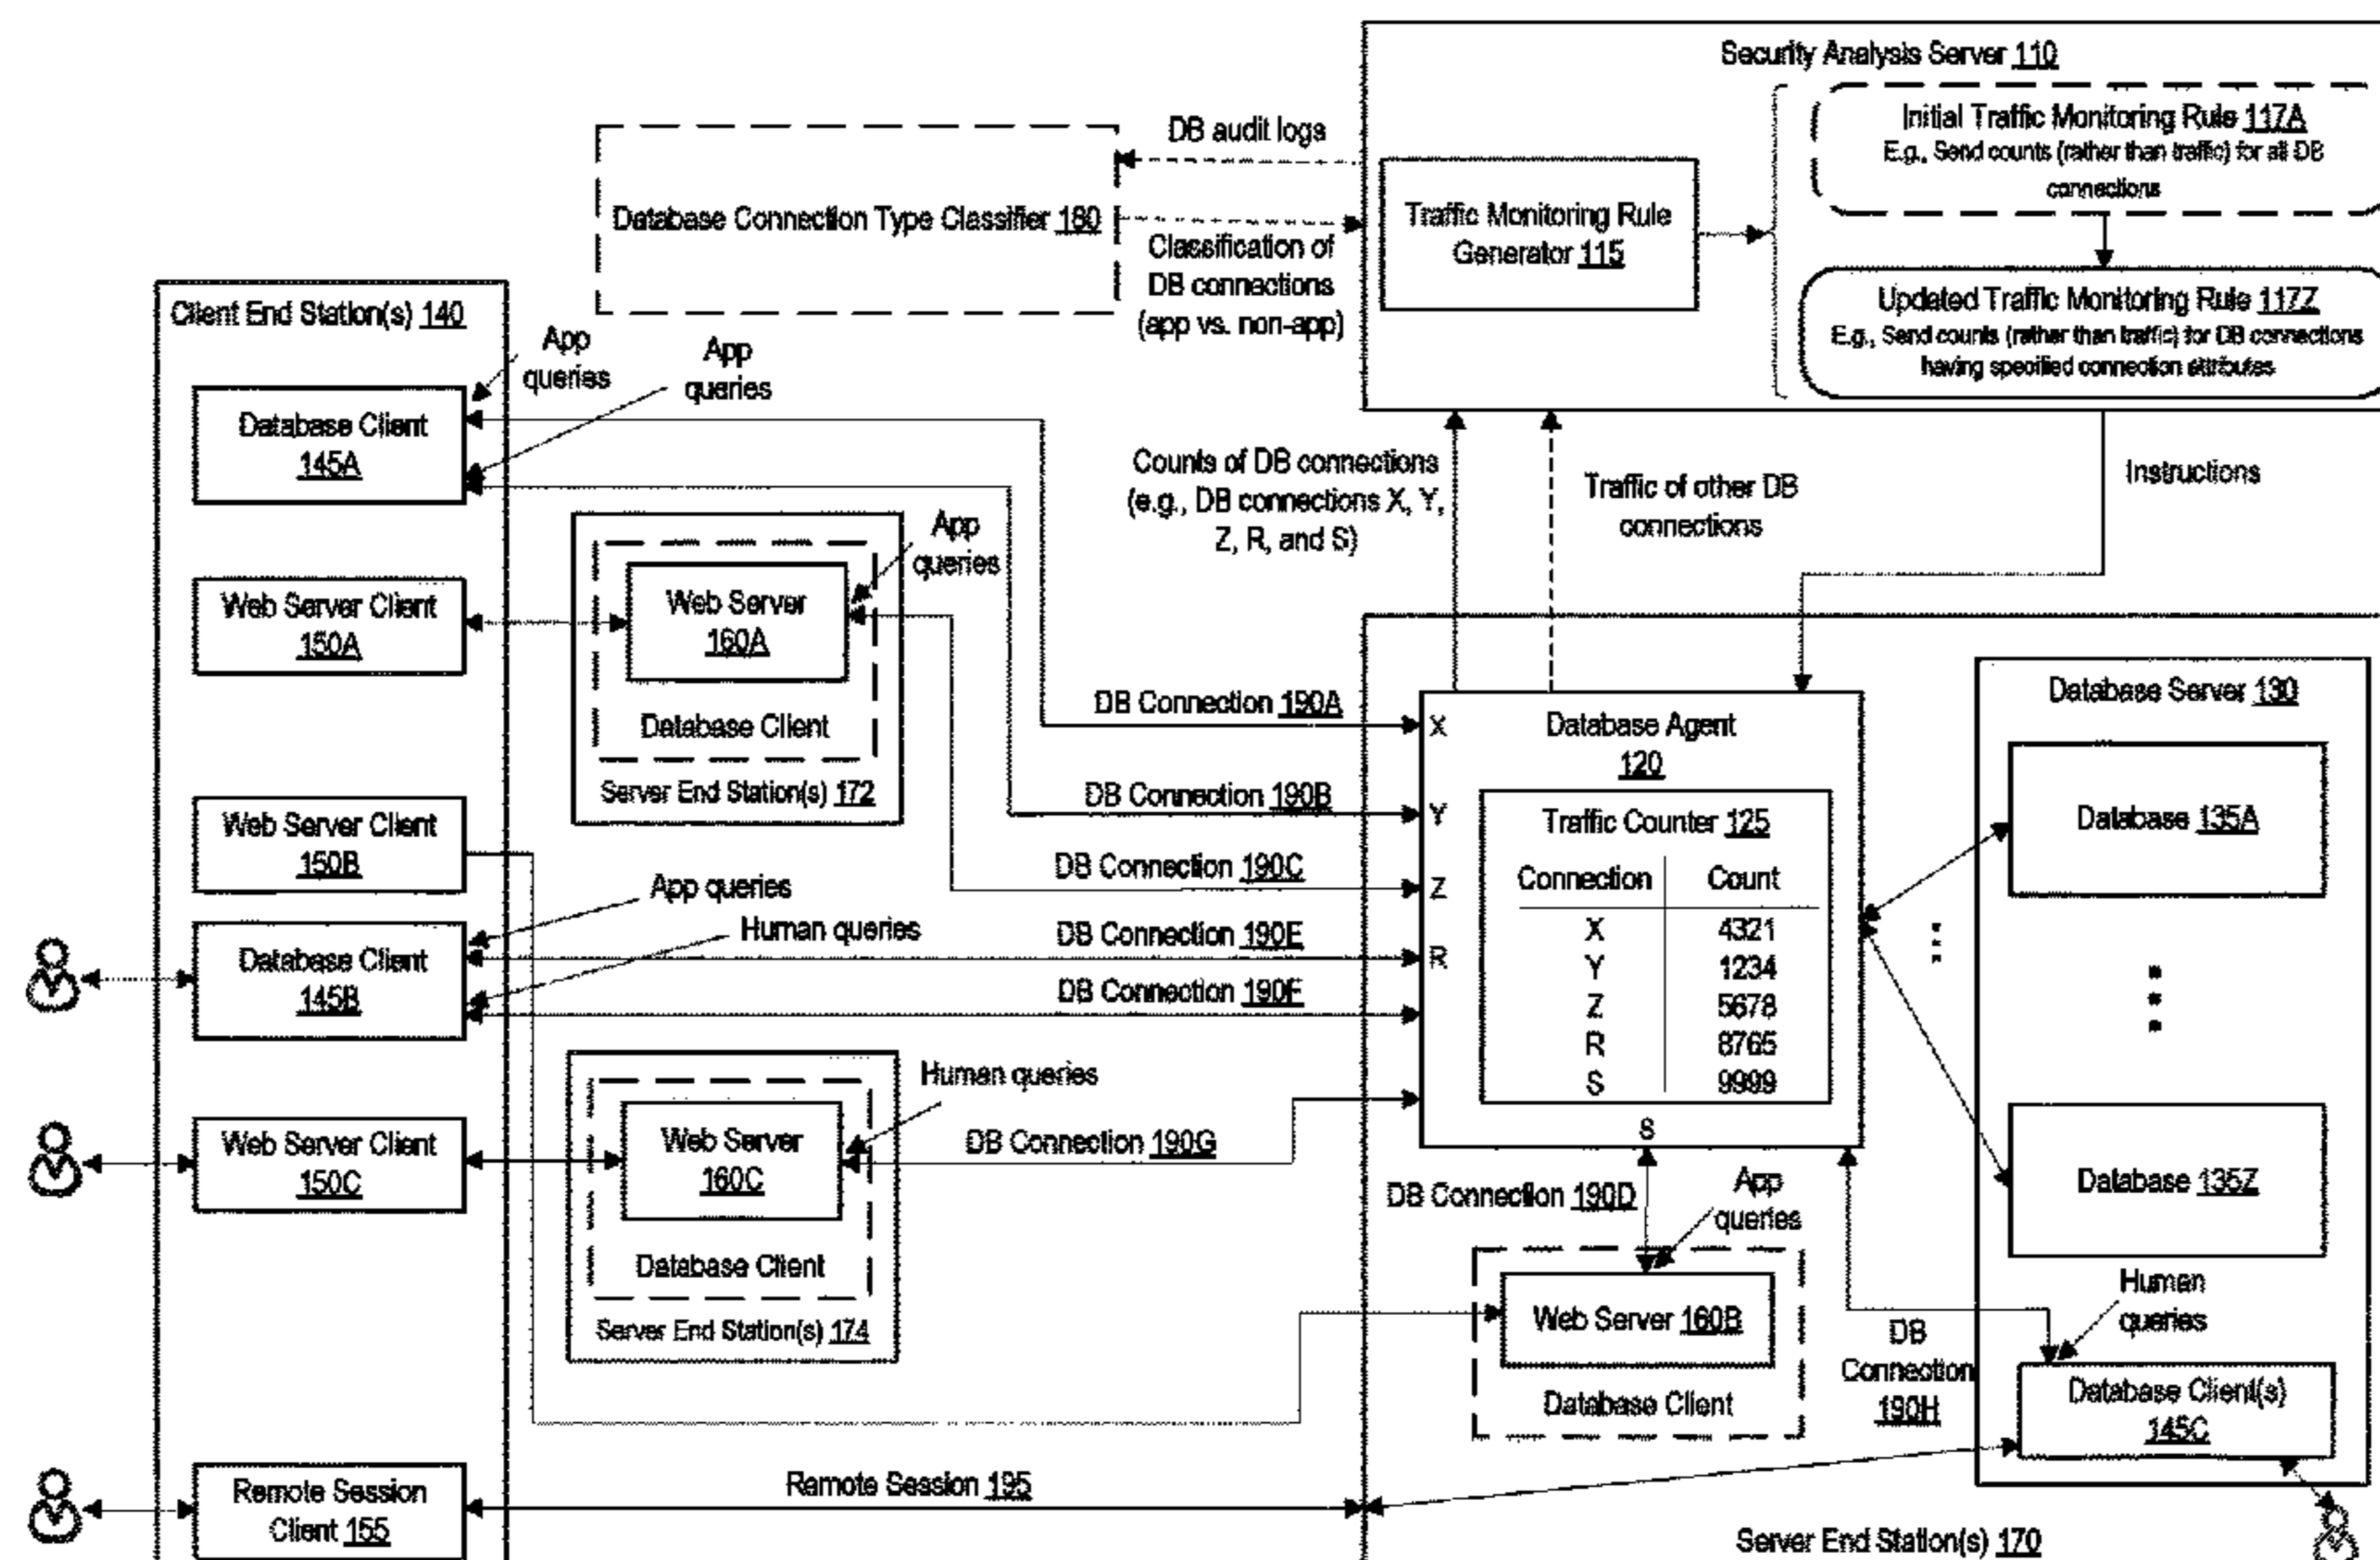 Security Analysis Server 110
Initial Traffic Monitoring Rule 117A
E.g., Send counts (rather than traffic) for all DB
connections
DB audit logs
Database Connection Type Classifier 180
Classification of
DB connections
(app vs. non-app)
Traffic Monitoring Rule
Generator 115
Updated Traffic Monitoring Rule 117Z
E.g., Send counts (rather than traffic) for DB connections
having specified connection attributes
Client End Station(s) 140
App
queries
App
queries
Database Client
145A
Counts of DB connections
(e.g., DB connections X, Y,
Z, R, and S)
Traffic of other DB
connections
Instructions
App
queries
Web Server Client
150A
Web Server
160A
Database Client
Server End Station(s) 172
DB Connection 190A
X
Database Agent
120
Database Server 130
DB Connection 190B
Y
Traffic Counter 125
Database 135A
Web Server Client
150B
DB Connection 190C
Z
Connection Count
X 4321
Y 1234
Z 5678
R 8765
S 9999
App queries
Human queries
DB Connection 190E
R
Database Client
145B
DB Connection 190F
Human queries
Web Server Client
150C
Web Server
160C
DB Connection 190G
S
Database Client
Server End Station(s) 174
DB Connection 190D
App
queries
Database 135Z
Human
queries
Web Server 160B
Database Client
DB
Connection
190H
Database Client(s)
145C
Remote Session
Client 155
Remote Session 195
Server End Station(s) 170